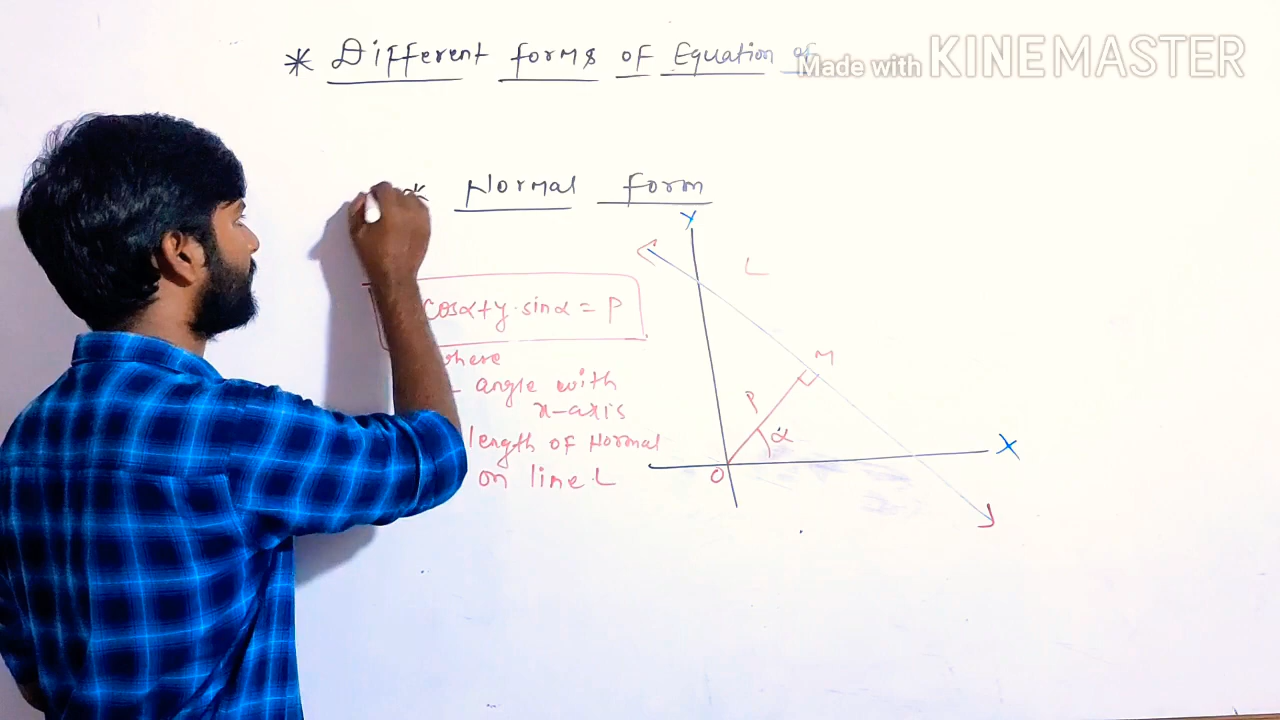 * Different forms of Equation of
Made with KINEMASTER
* Normal form
cosα+y·sinα = P
where
angle with
x-axis
length of Normal
on line L
Y
L
M
P
α
X
O